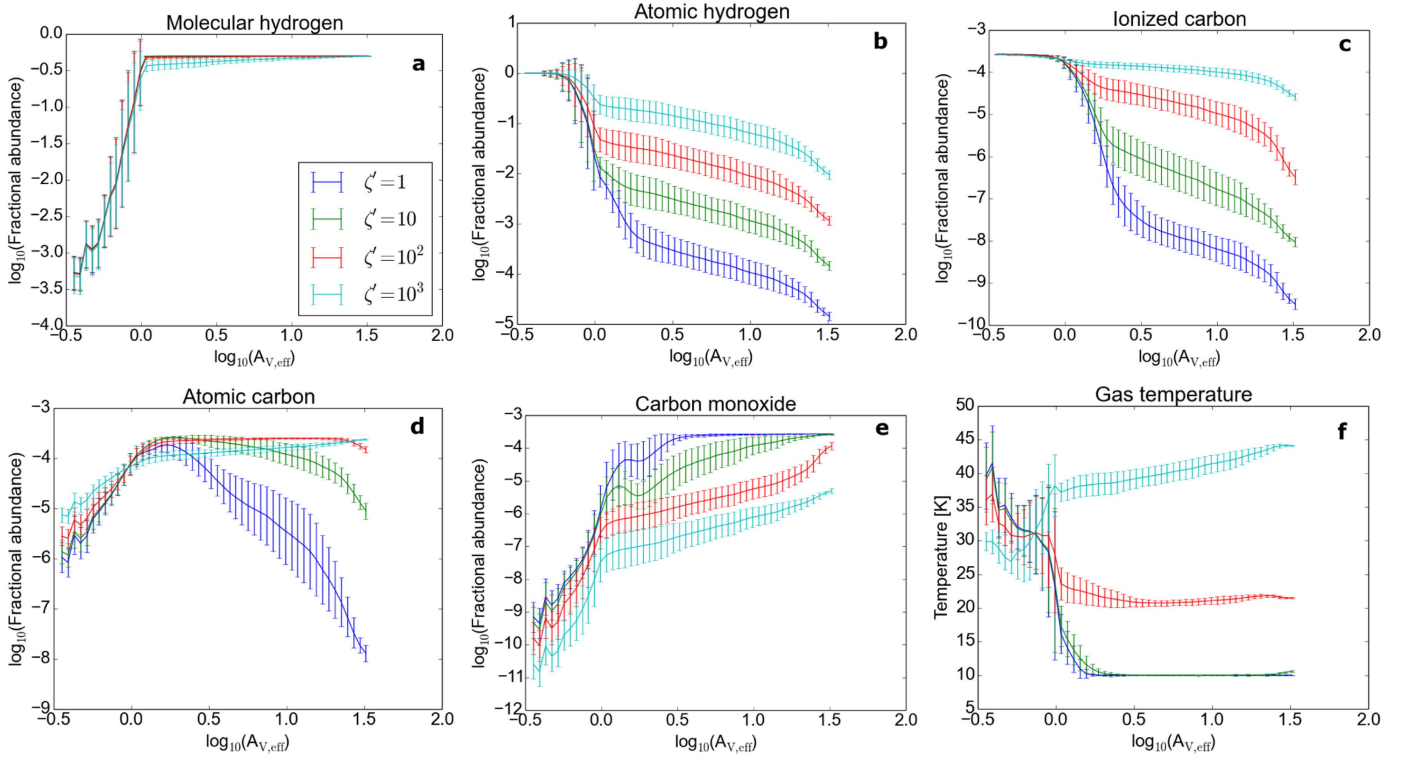 Molecular hydrogen
a
log₁₀(Fractional abundance)
0.0
−0.5
−1.0
−1.5
−2.0
−2.5
−3.0
−3.5
−4.0
−0.5 0.0 0.5 1.0 1.5 2.0
log₁₀(A_V,eff)
ζ′=1
ζ′=10
ζ′=10²
ζ′=10³
Atomic hydrogen
b
log₁₀(Fractional abundance)
1
0
−1
−2
−3
−4
−5
−0.5 0.0 0.5 1.0 1.5 2.0
log₁₀(A_V,eff)
Ionized carbon
c
log₁₀(Fractional abundance)
−3
−4
−5
−6
−7
−8
−9
−10
−0.5 0.0 0.5 1.0 1.5 2.0
log₁₀(A_V,eff)
Atomic carbon
d
log₁₀(Fractional abundance)
−3
−4
−5
−6
−7
−8
−9
−0.5 0.0 0.5 1.0 1.5 2.0
log₁₀(A_V,eff)
Carbon monoxide
e
log₁₀(Fractional abundance)
−3
−4
−5
−6
−7
−8
−9
−10
−11
−12
−0.5 0.0 0.5 1.0 1.5 2.0
log₁₀(A_V,eff)
Gas temperature
f
Temperature [K]
50
45
40
35
30
25
20
15
10
5
−0.5 0.0 0.5 1.0 1.5 2.0
log₁₀(A_V,eff)